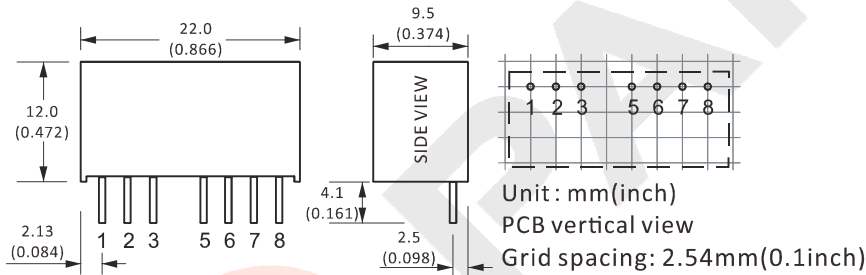 22.0
(0.866)
12.0
(0.472)
2.13
(0.084)
1 2 3 5 6 7 8
9.5
(0.374)
SIDE VIEW
4.1
(0.161)
2.5
(0.098)
1 2 3 5 6 7 8
Unit: mm(inch)
PCB vertical view
Grid spacing: 2.54mm(0.1inch)